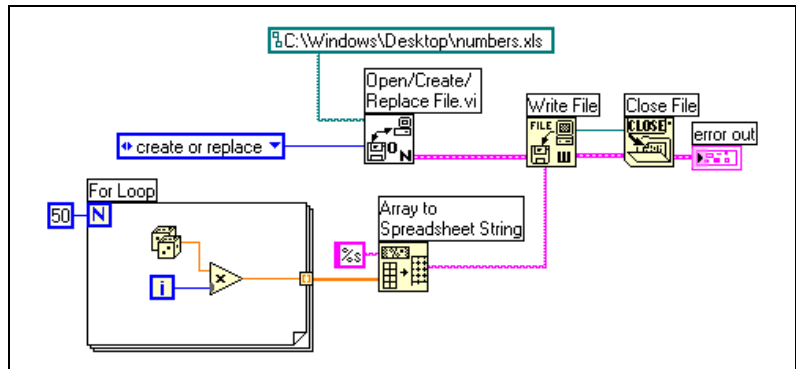 C:\Windows\Desktop\numbers.xls
Open/Create/
Replace File.vi
Write File
Close File
FILE
CLOSE
error out
create or replace
O
N
W
For Loop
50
N
Array to
Spreadsheet String
%s
x
i